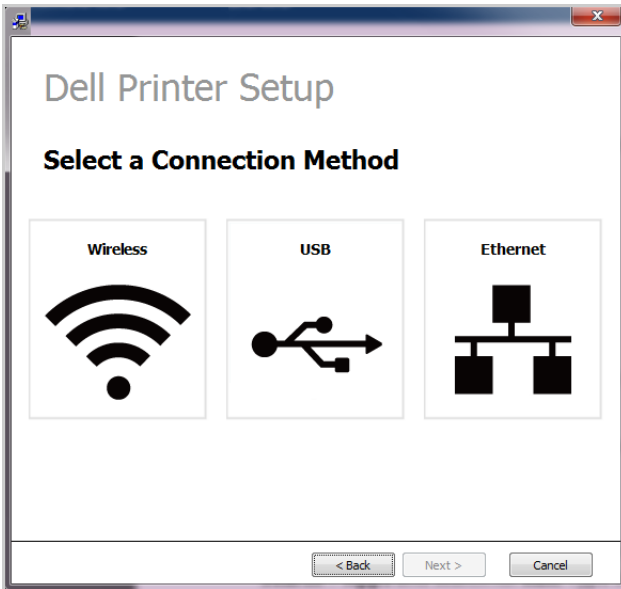 x
Dell Printer Setup
Select a Connection Method
Wireless USB Ethernet
< Back Next > Cancel